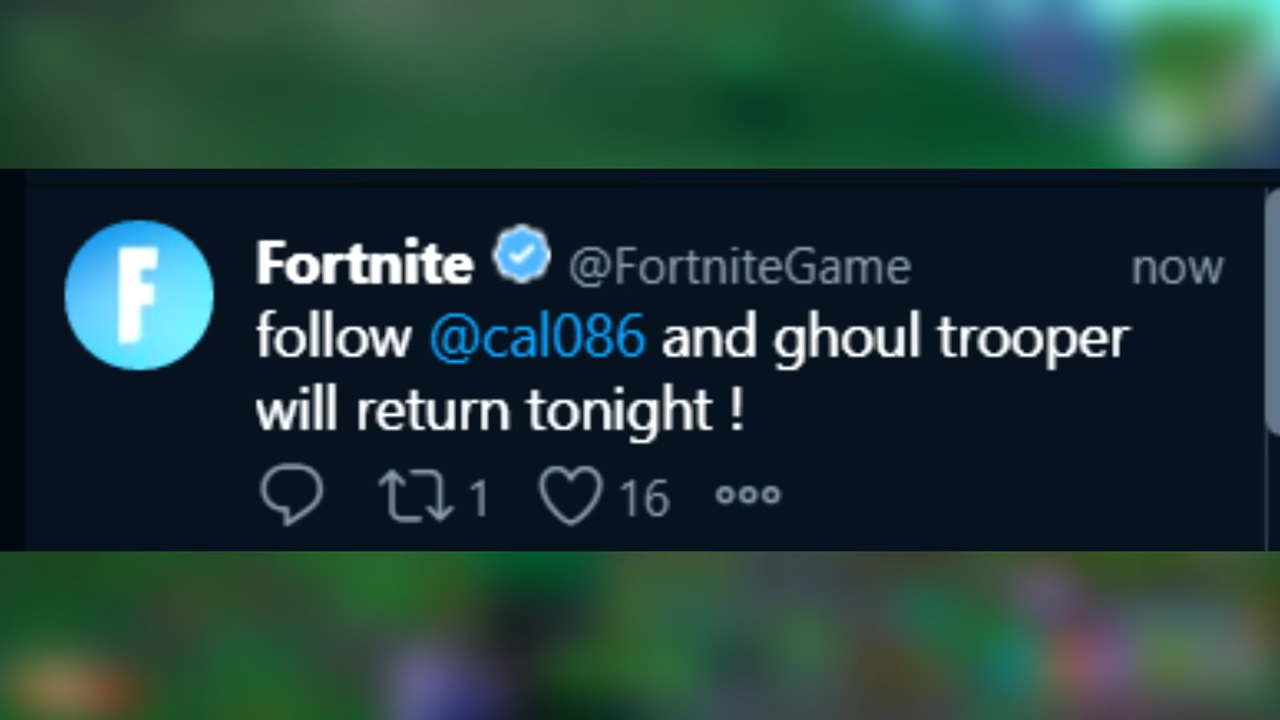 Fortnite @FortniteGame now
follow @cal086 and ghoul trooper
will return tonight !
1 16